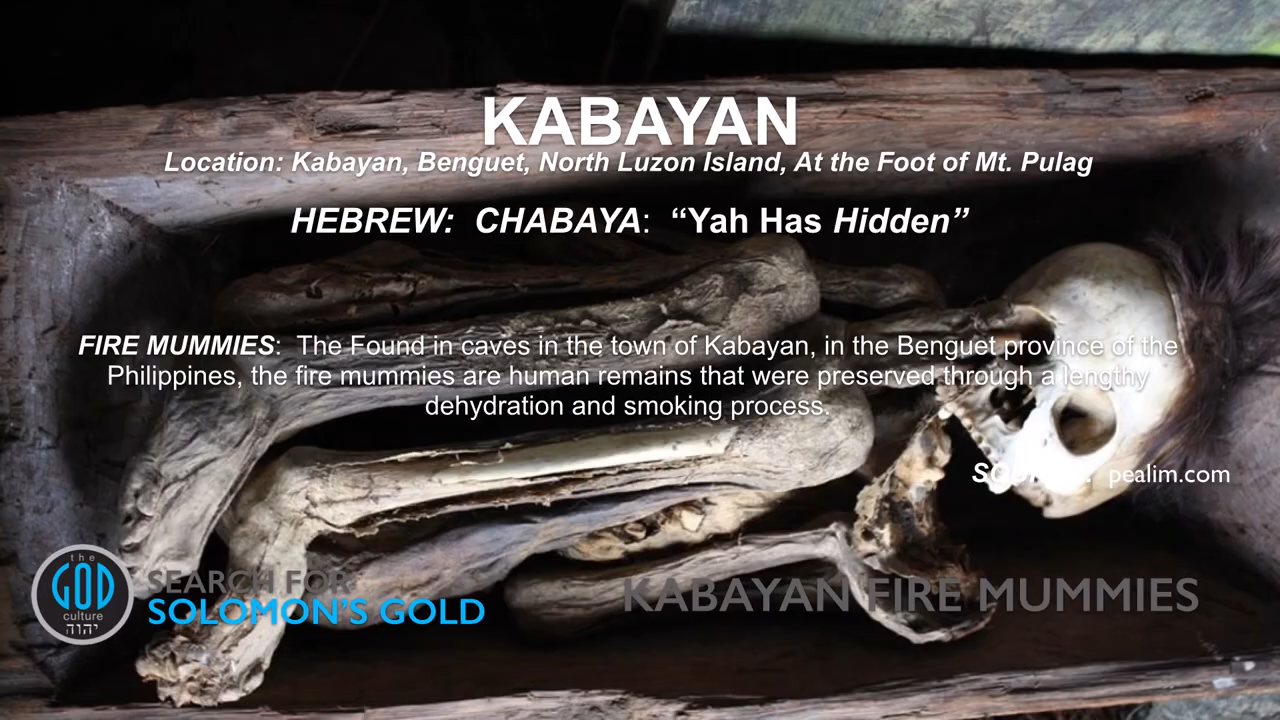 KABAYAN
Location: Kabayan, Benguet, North Luzon Island, At the Foot of Mt. Pulag
HEBREW: CHABAYA: “Yah Has Hidden”
FIRE MUMMIES: The Found in caves in the town of Kabayan, in the Benguet province of the
Philippines, the fire mummies are human remains that were preserved through a lengthy
dehydration and smoking process.
pealim.com
the
GOD
culture
יהוה
SEARCH FOR
SOLOMON'S GOLD
KABAYAN FIRE MUMMIES